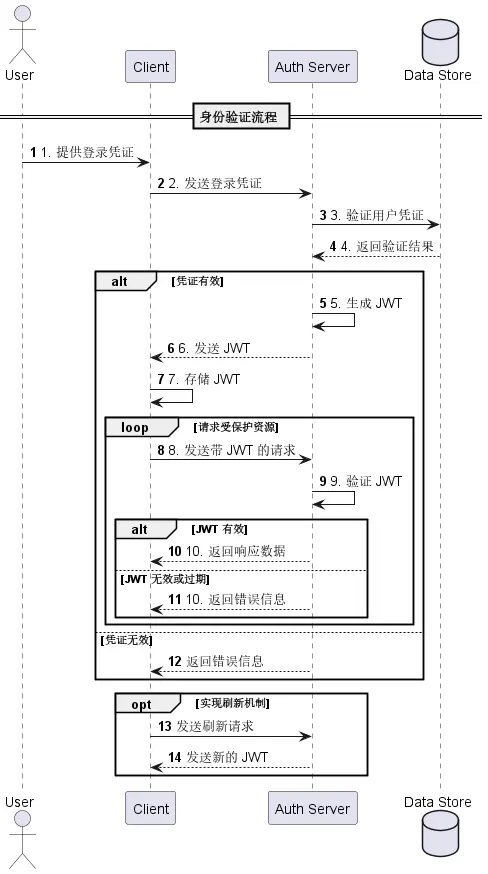 User
Client
Auth Server
Data Store
身份验证流程
1 1. 提供登录凭证
2 2. 发送登录凭证
3 3. 验证用户凭证
4 4. 返回验证结果
alt [凭证有效]
5 5. 生成 JWT
6 6. 发送 JWT
7 7. 存储 JWT
loop [请求受保护资源]
8 8. 发送带 JWT 的请求
9 9. 验证 JWT
alt [JWT 有效]
10 10. 返回响应数据
[JWT 无效或过期]
11 10. 返回错误信息
[凭证无效]
12 返回错误信息
opt [实现刷新机制]
13 发送刷新请求
14 发送新的 JWT
User
Client
Auth Server
Data Store